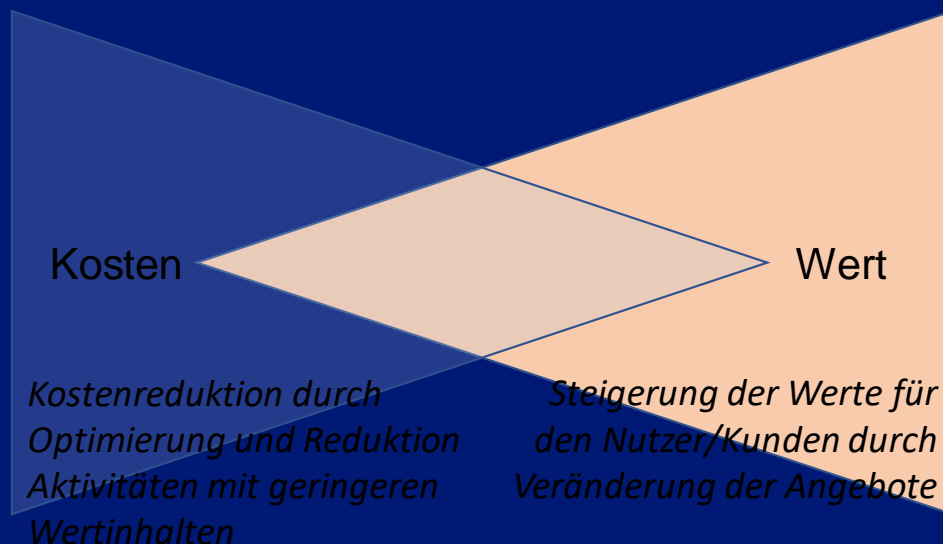 Kosten
Wert
Kostenreduktion durch
Optimierung und Reduktion
Aktivitäten mit geringeren
Wertinhalten
Steigerung der Werte für
den Nutzer/Kunden durch
Veränderung der Angebote